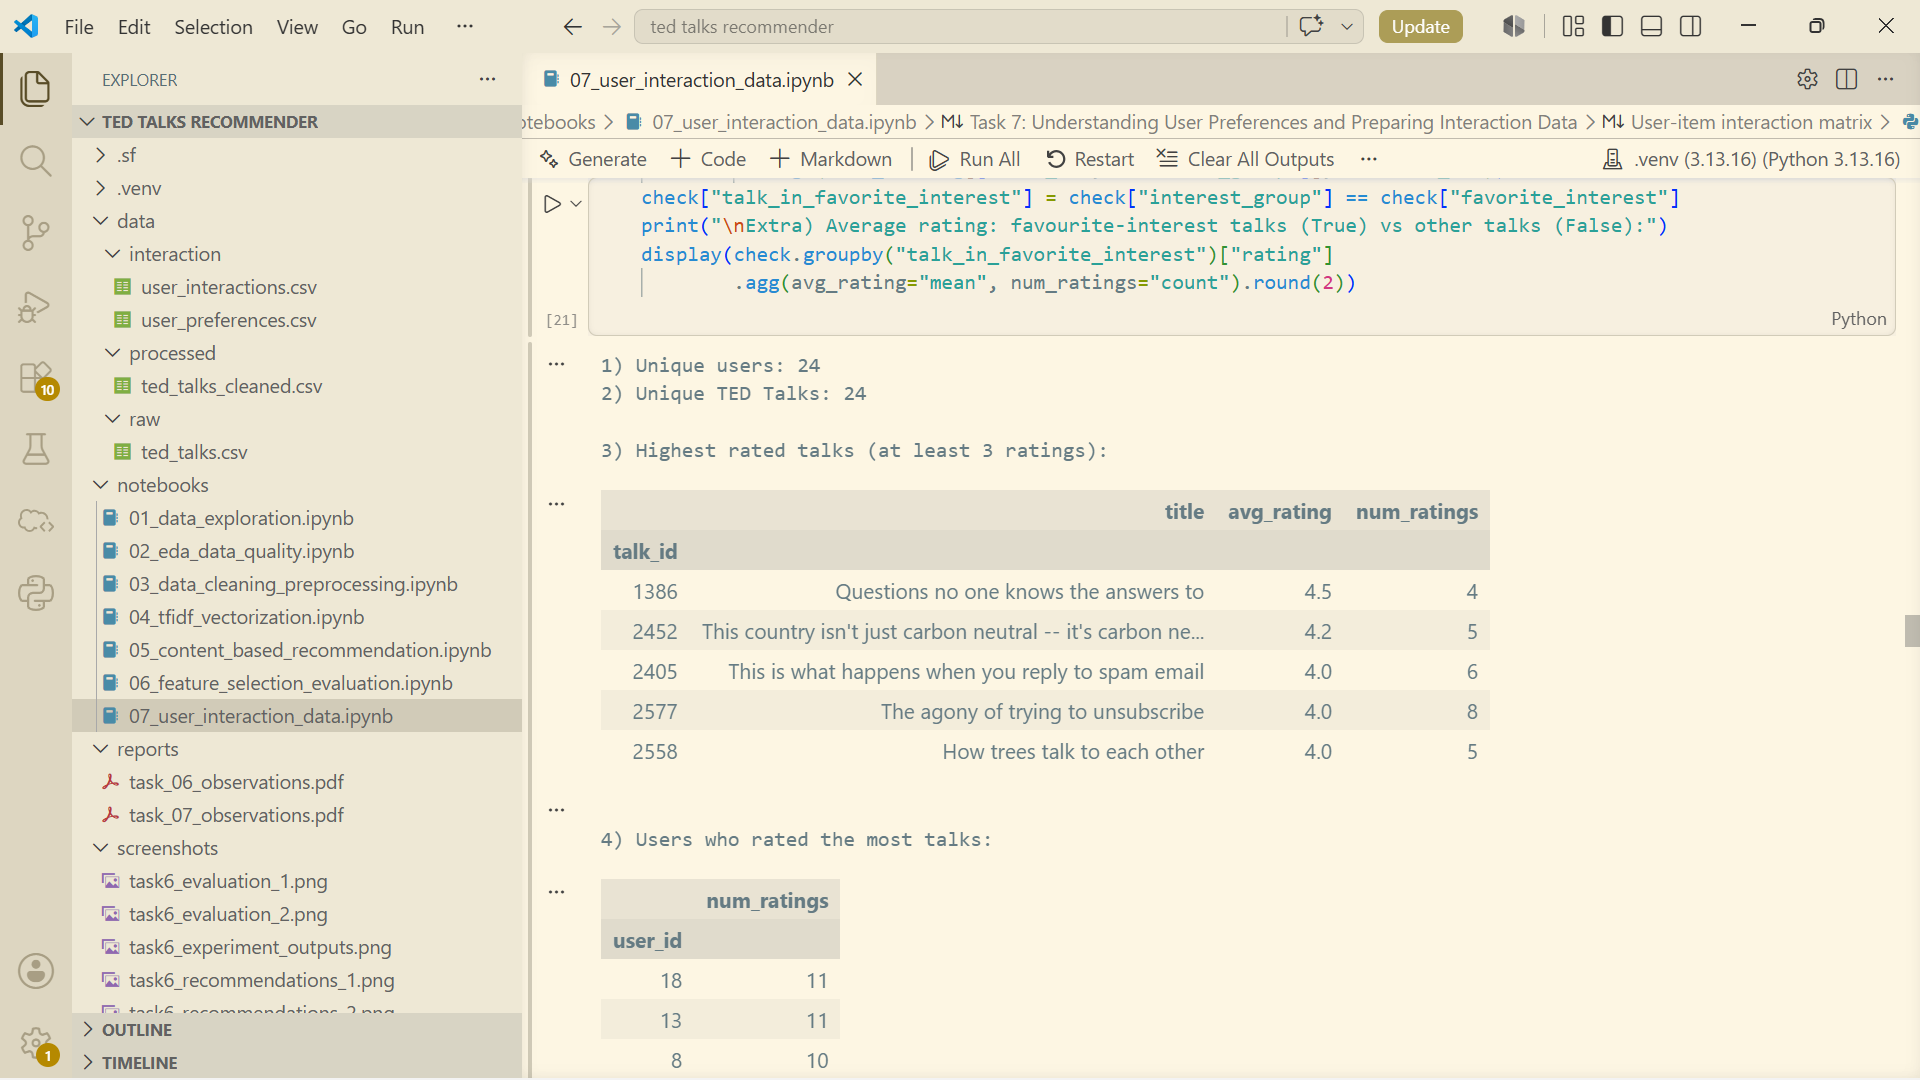 File Edit Selection View Go Run ···
ted talks recommender
Update
EXPLORER ···
TED TALKS RECOMMENDER
.sf
.venv
data
interaction
user_interactions.csv
user_preferences.csv
processed
ted_talks_cleaned.csv
raw
ted_talks.csv
notebooks
01_data_exploration.ipynb
02_eda_data_quality.ipynb
03_data_cleaning_preprocessing.ipynb
04_tfidf_vectorization.ipynb
05_content_based_recommendation.ipynb
06_feature_selection_evaluation.ipynb
07_user_interaction_data.ipynb
reports
task_06_observations.pdf
task_07_observations.pdf
screenshots
task6_evaluation_1.png
task6_evaluation_2.png
task6_experiment_outputs.png
task6_recommendations_1.png
task6_recommendations_2.png
OUTLINE
TIMELINE
10
1
07_user_interaction_data.ipynb
otebooks > 07_user_interaction_data.ipynb > M↓ Task 7: Understanding User Preferences and Preparing Interaction Data > M↓ User-item interaction matrix >
Generate + Code + Markdown | Run All Restart Clear All Outputs ··· .venv (3.13.16) (Python 3.13.16)
check["talk_in_favorite_interest"] = check["interest_group"] == check["favorite_interest"]
print("\nExtra) Average rating: favourite-interest talks (True) vs other talks (False):")
display(check.groupby("talk_in_favorite_interest")["rating"]
.agg(avg_rating="mean", num_ratings="count").round(2))
[21]
Python
1) Unique users: 24
2) Unique TED Talks: 24
3) Highest rated talks (at least 3 ratings):
title avg_rating num_ratings
talk_id
1386 Questions no one knows the answers to 4.5 4
2452 This country isn't just carbon neutral -- it's carbon ne... 4.2 5
2405 This is what happens when you reply to spam email 4.0 6
2577 The agony of trying to unsubscribe 4.0 8
2558 How trees talk to each other 4.0 5
4) Users who rated the most talks:
num_ratings
user_id
18 11
13 11
8 10